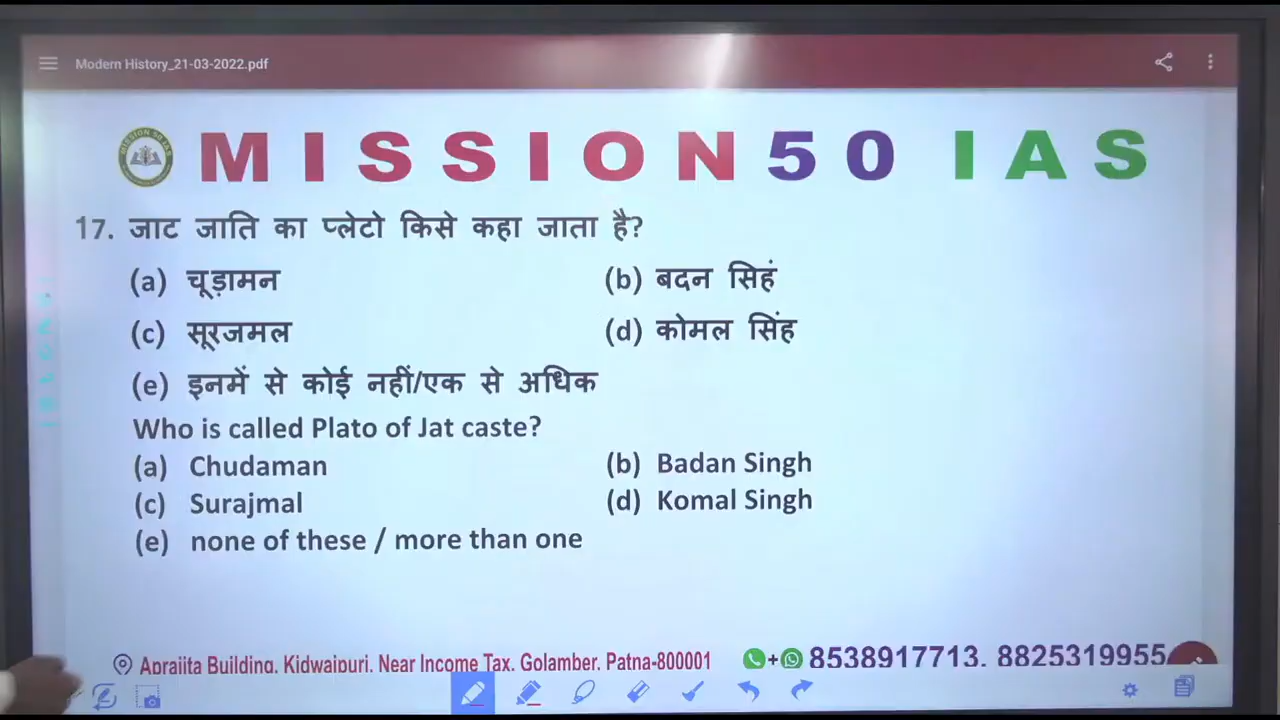 Modern History_21-03-2022.pdf
MISSION 50 IAS
17. जाट जाति का प्लेटो किसे कहा जाता है?
(a) चूड़ामन (b) बदन सिहं
(c) सूरजमल (d) कोमल सिंह
(e) इनमें से कोई नहीं/एक से अधिक
Who is called Plato of Jat caste?
(a) Chudaman (b) Badan Singh
(c) Surajmal (d) Komal Singh
(e) none of these / more than one
Aprajita Building, Kidwaipuri, Near Income Tax, Golamber, Patna-800001 + 8538917713, 8825319955